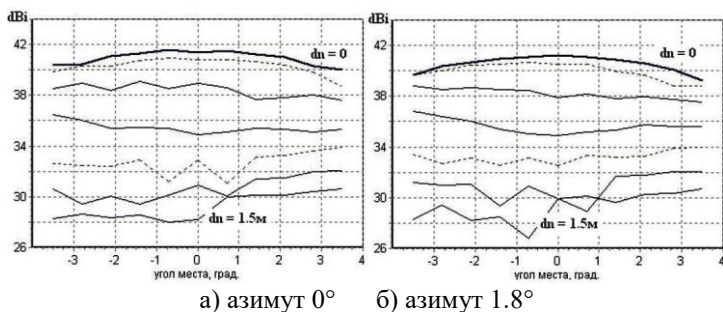 dBi
42
38
34
30
26
dn = 0
dn = 1.5м
-3 -2 -1 0 1 2 3 4
угол места, град.
dBi
42
38
34
30
26
dn = 0
dn = 1.5м
-3 -2 -1 0 1 2 3 4
угол места, град.
а) азимут 0° б) азимут 1.8°